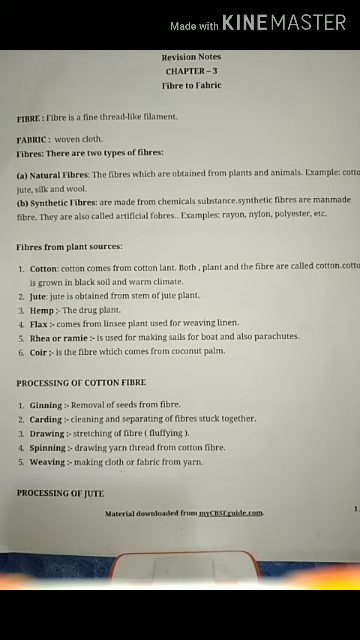 Made with KINEMASTER
Revision Notes
CHAPTER – 3
Fibre to Fabric
FIBRE : Fibre is a fine thread-like filament.
FABRIC : woven cloth.
Fibres: There are two types of fibres:
(a) Natural Fibres: The fibres which are obtained from plants and animals. Example: cotto
jute, silk and wool.
(b) Synthetic Fibres: are made from chemicals substance.synthetic fibres are manmade
fibre. They are also called artificial fobres.. Examples: rayon, nylon, polyester, etc.
Fibres from plant sources:
1. Cotton: cotton comes from cotton lant. Both , plant and the fibre are called cotton.cotto
is grown in black soil and warm climate.
2. Jute: jute is obtained from stem of jute plant.
3. Hemp :- The drug plant.
4. Flax :- comes from linsee plant used for weaving linen.
5. Rhea or ramie :- is used for making sails for boat and also parachutes.
6. Coir :- is the fibre which comes from coconut palm.
PROCESSING OF COTTON FIBRE
1. Ginning :- Removal of seeds from fibre.
2. Carding :- cleaning and separating of fibres stuck together.
3. Drawing :- stretching of fibre ( fluffying ).
4. Spinning :- drawing yarn thread from cotton fibre.
5. Weaving :- making cloth or fabric from yarn.
PROCESSING OF JUTE
Material downloaded from myCBSEguide.com.
1